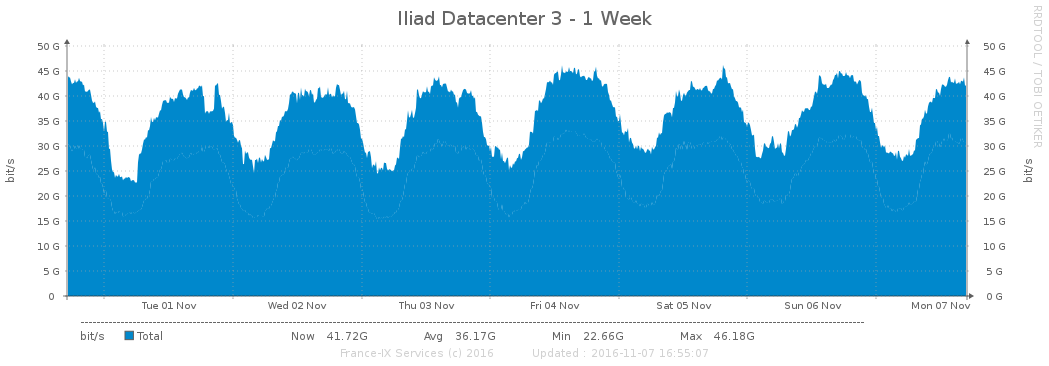 Iliad Datacenter 3 - 1 Week
RRDTOOL / TOBI OETIKER
bit/s
bit/s
50 G 50 G
45 G 45 G
40 G 40 G
35 G 35 G
30 G 30 G
25 G 25 G
20 G 20 G
15 G 15 G
10 G 10 G
5 G 5 G
0 0 G
Tue 01 Nov Wed 02 Nov Thu 03 Nov Fri 04 Nov Sat 05 Nov Sun 06 Nov Mon 07 Nov
bit/s Total Now 41.72G Avg 36.17G Min 22.66G Max 46.18G
France-IX Services (c) 2016 Updated : 2016-11-07 16:55:07